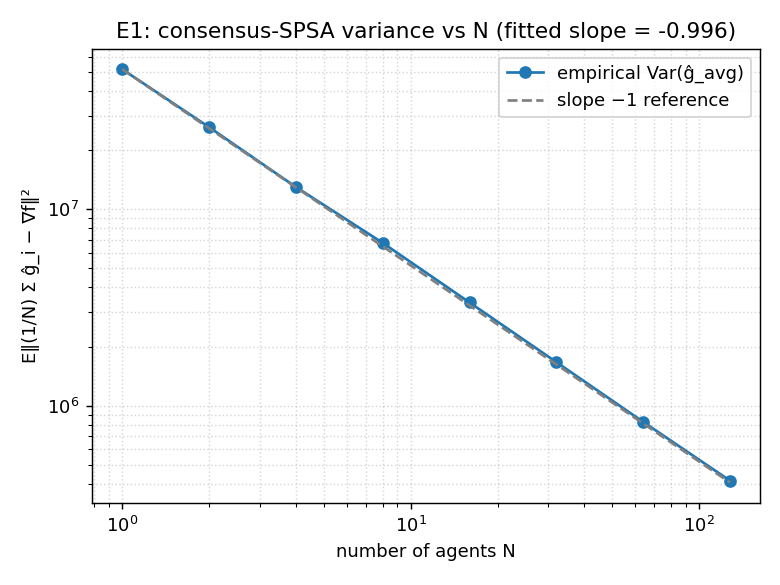 E1: consensus-SPSA variance vs N (fitted slope = -0.996)
empirical Var(ĝ_avg)
slope −1 reference
E‖(1/N) Σ ĝ_i − ∇f‖²
10⁷
10⁶
10⁰
10¹
10²
number of agents N